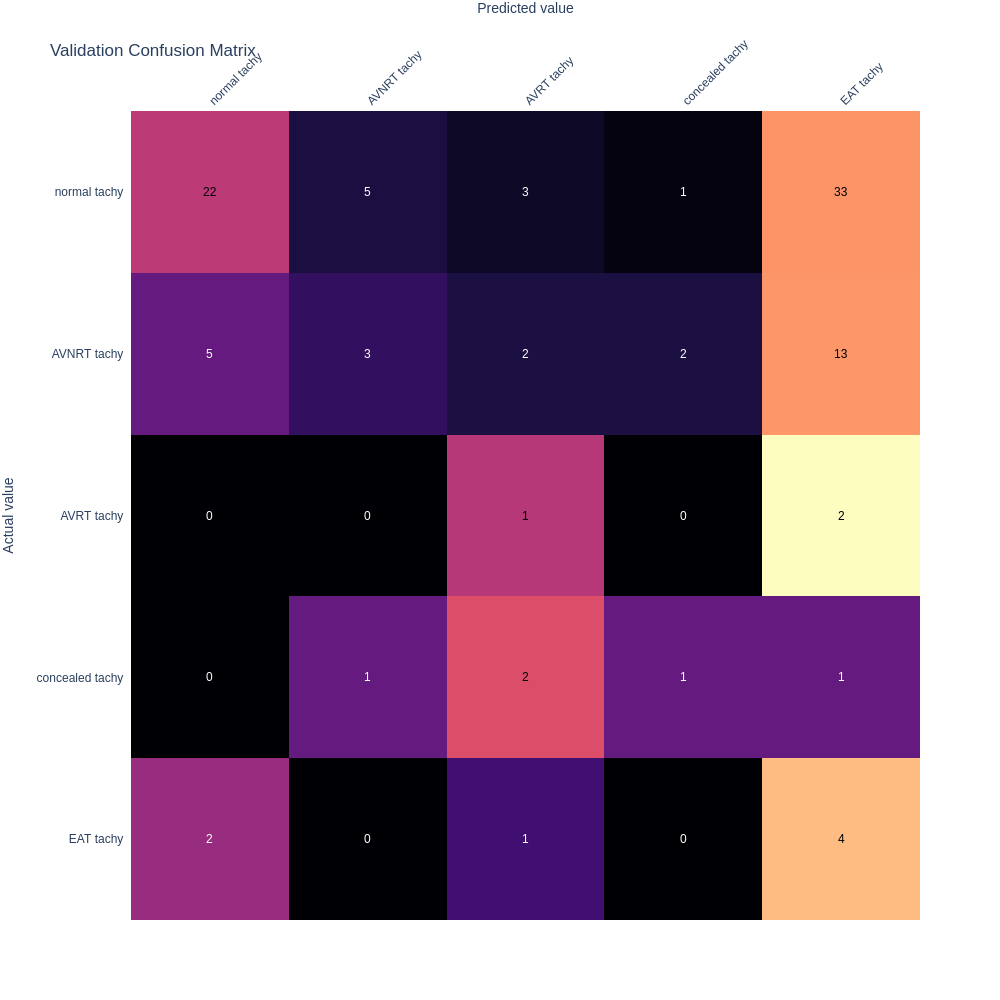 Predicted value
Validation Confusion Matrix
normal tachy
AVNRT tachy
AVRT tachy
concealed tachy
EAT tachy
Actual value
normal tachy 22 5 3 1 33
AVNRT tachy 5 3 2 2 13
AVRT tachy 0 0 1 0 2
concealed tachy 0 1 2 1 1
EAT tachy 2 0 1 0 4